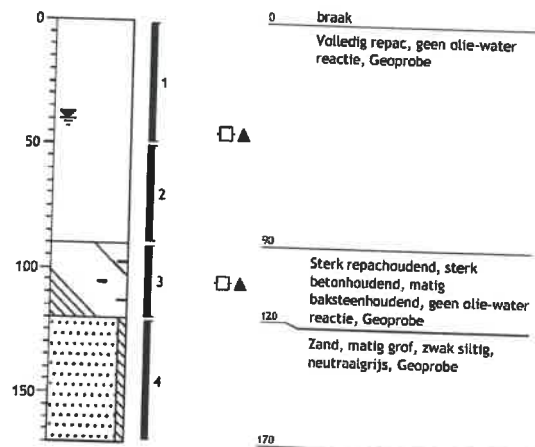 0
50
100
150
1
2
3
4
0 braak
Volledig repac, geen olie-water
reactie, Geoprobe
90
Sterk repachoudend, sterk
betonhoudend, matig
baksteenhoudend, geen olie-water
reactie, Geoprobe
120
Zand, matig grof, zwak siltig,
neutraalgrijs, Geoprobe
170